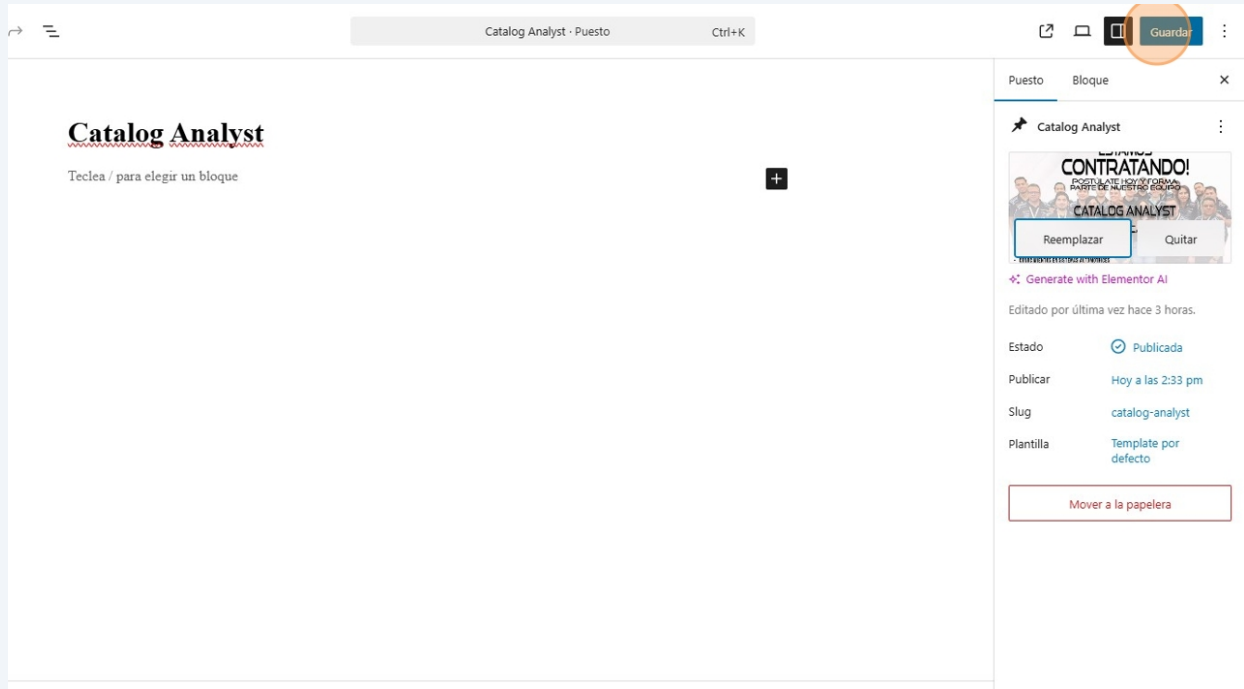 Catalog Analyst · Puesto
Ctrl+K
Guardar
Puesto
Bloque
Catalog Analyst
Teclea / para elegir un bloque
Catalog Analyst
ESTAMOS
CONTRATANDO!
POSTÚLATE HOY Y FORMA
PARTE DE NUESTRO EQUIPO
CATALOG ANALYST
Reemplazar
Quitar
Generate with Elementor AI
Editado por última vez hace 3 horas.
Estado
Publicada
Publicar
Hoy a las 2:33 pm
Slug
catalog-analyst
Plantilla
Template por
defecto
Mover a la papelera